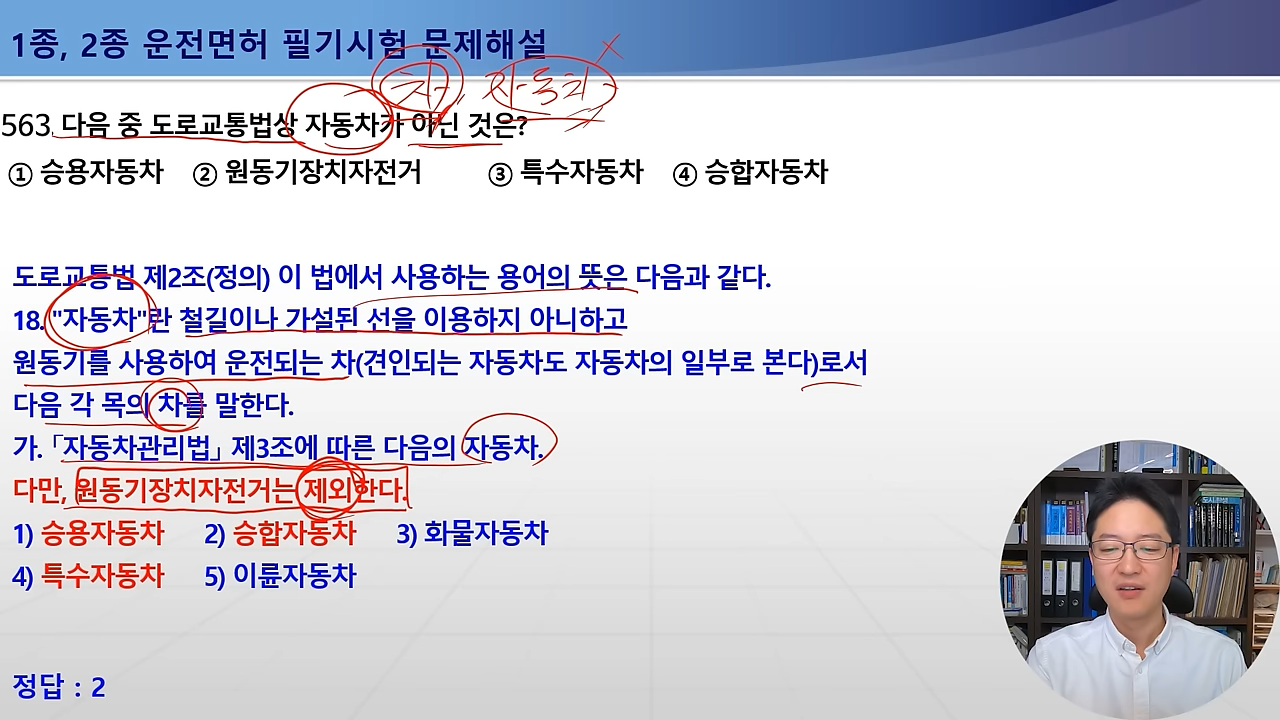 1종, 2종 운전면허 필기시험 문제해설
차, 자동차
563. 다음 중 도로교통법상 자동차가 아닌 것은?
① 승용자동차 ② 원동기장치자전거 ③ 특수자동차 ④ 승합자동차
도로교통법 제2조(정의) 이 법에서 사용하는 용어의 뜻은 다음과 같다.
18. "자동차"란 철길이나 가설된 선을 이용하지 아니하고
원동기를 사용하여 운전되는 차(견인되는 자동차도 자동차의 일부로 본다)로서
다음 각 목의 차를 말한다.
가. 「자동차관리법」 제3조에 따른 다음의 자동차.
다만, 원동기장치자전거는 제외한다.
1) 승용자동차 2) 승합자동차 3) 화물자동차
4) 특수자동차 5) 이륜자동차
정답 : 2